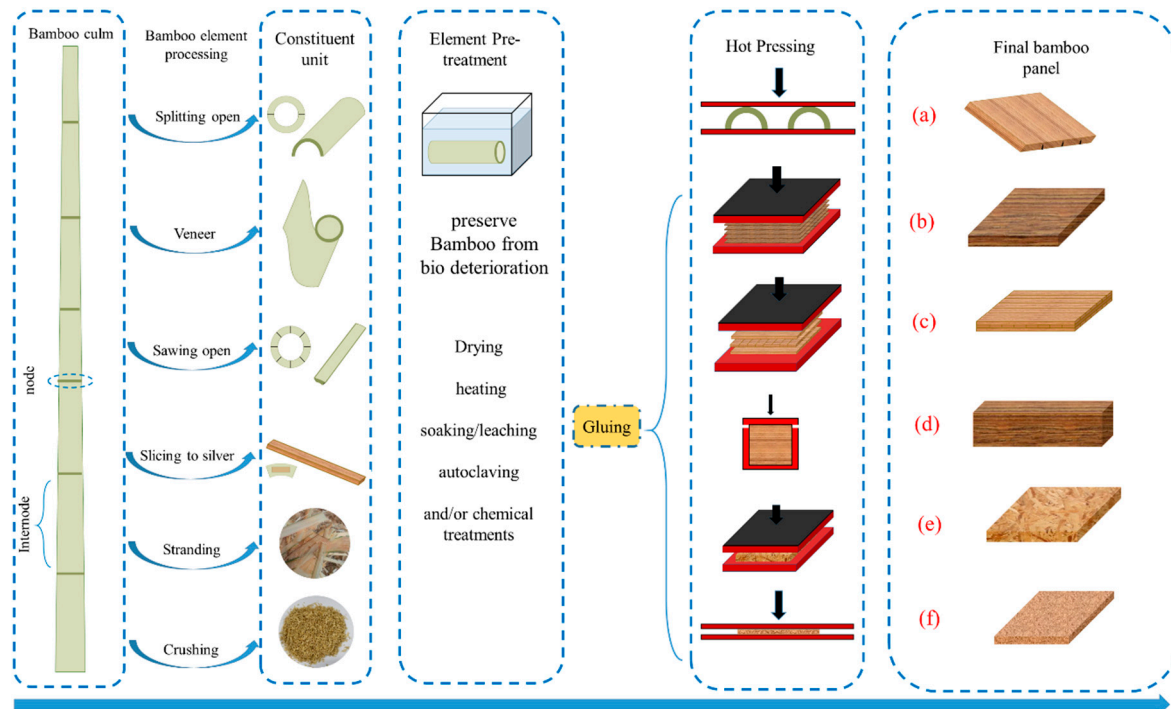 Bamboo culm
node
Internode
Bamboo element
processing
Splitting open
Veneer
Sawing open
Slicing to silver
Stranding
Crushing
Constituent
unit
Element Pre-
treatment
preserve
Bamboo from
bio deterioration
Drying
heating
soaking/leaching
autoclaving
and/or chemical
treatments
Gluing
Hot Pressing
Final bamboo
panel
(a)
(b)
(c)
(d)
(e)
(f)